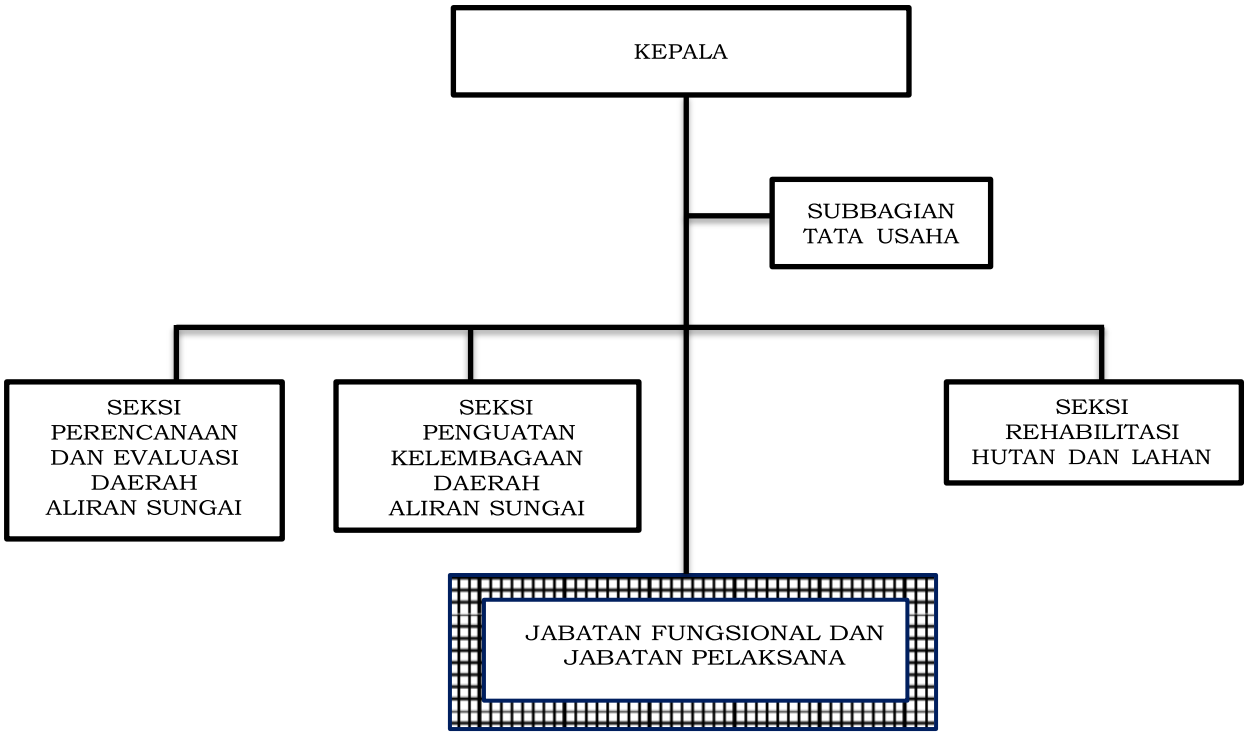 KEPALA
SUBBAGIAN
TATA USAHA
SEKSI
PERENCANAAN
DAN EVALUASI
DAERAH
ALIRAN SUNGAI
SEKSI
PENGUATAN
KELEMBAGAAN
DAERAH
ALIRAN SUNGAI
SEKSI
REHABILITASI
HUTAN DAN LAHAN
JABATAN FUNGSIONAL DAN
JABATAN PELAKSANA